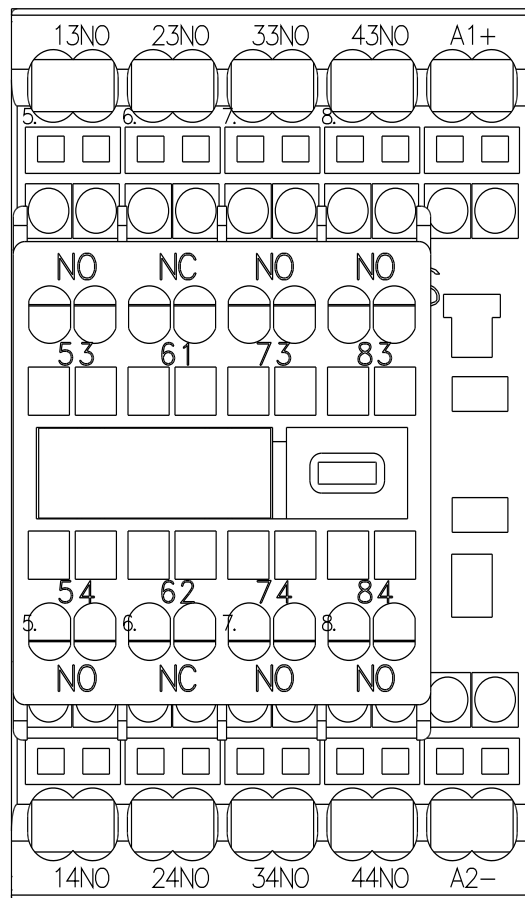 13NO 23NO 33NO 43NO A1+
5. 6. 7. 8.
NO NC NO NO
53 61 73 83
54 62 74 84
5. 6. 7. 8.
NO NC NO NO
14NO 24NO 34NO 44NO A2-